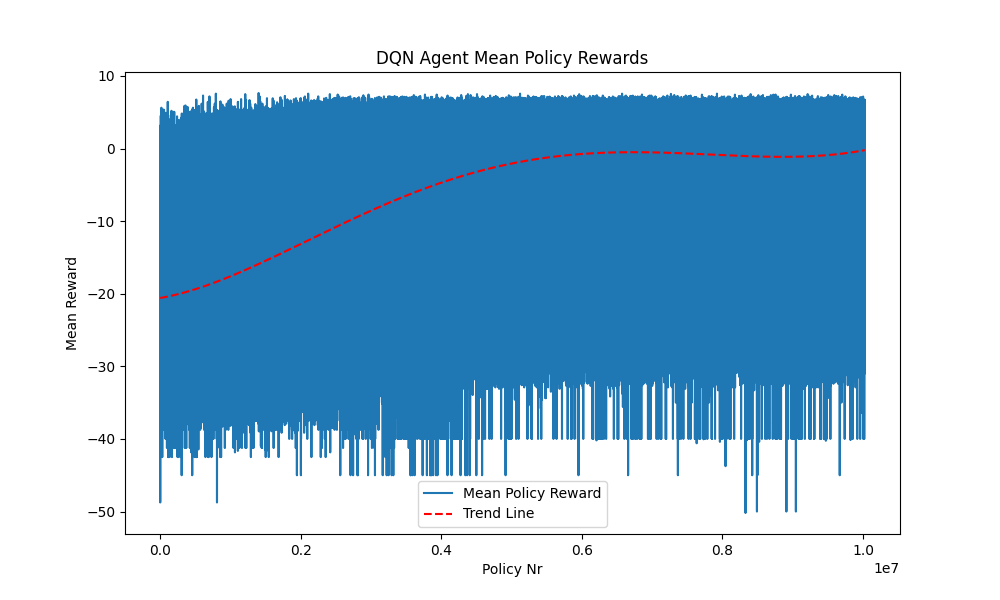 DQN Agent Mean Policy Rewards
10
0
−10
−20
−30
−40
−50
Mean Reward
Mean Policy Reward
Trend Line
0.0
0.2
0.4
0.6
0.8
1.0
1e7
Policy Nr